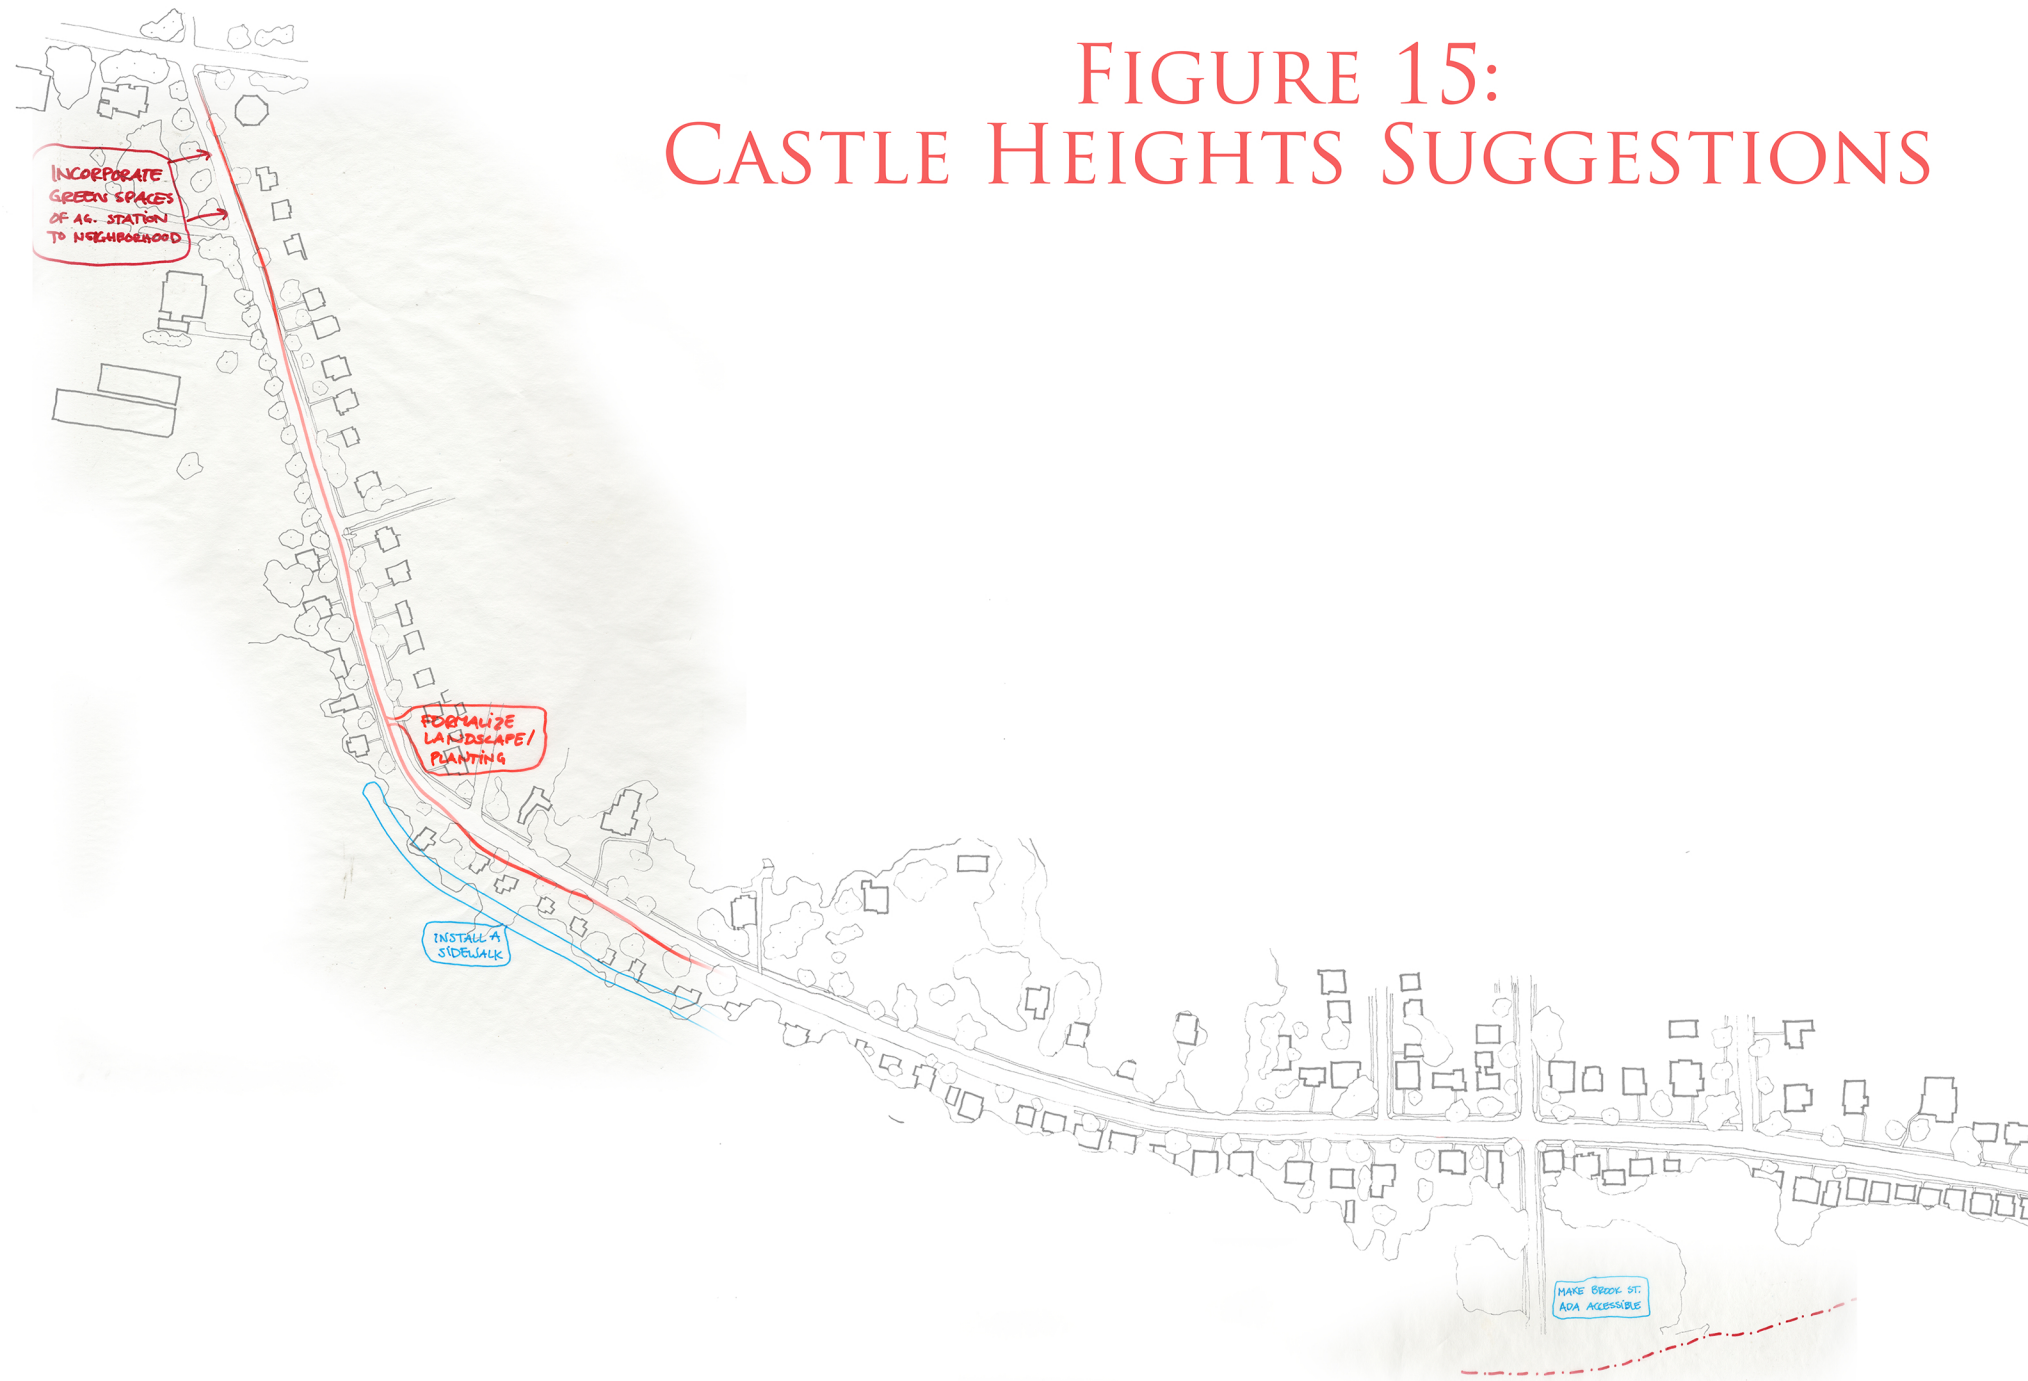 FIGURE 15:
CASTLE HEIGHTS SUGGESTIONS
INCORPORATE
GREEN SPACES
OF AG. STATION
TO NEIGHBORHOOD
FORMALIZE
LANDSCAPE/
PLANTING
INSTALL A
SIDEWALK
MAKE BROOK ST.
ADA ACCESSIBLE